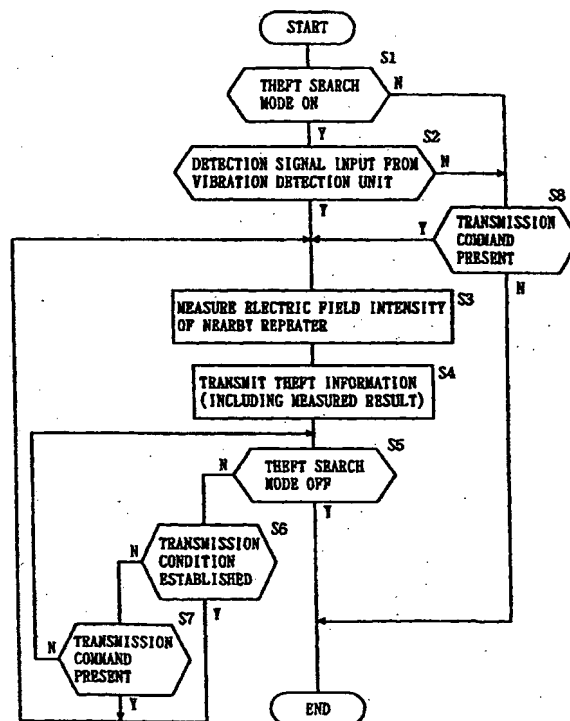 START
S1
THEFT SEARCH
MODE ON
N
Y
S2
DETECTION SIGNAL INPUT FROM
VIBRATION DETECTION UNIT
N
Y
S8
TRANSMISSION
COMMAND
PRESENT
Y
N
S3
MEASURE ELECTRIC FIELD INTENSITY
OF NEARBY REPEATER
S4
TRANSMIT THEFT INFORMATION
(INCLUDING MEASURED RESULT)
S5
THEFT SEARCH
MODE OFF
N
Y
S6
TRANSMISSION
CONDITION
ESTABLISHED
N
Y
S7
TRANSMISSION
COMMAND
PRESENT
N
Y
END